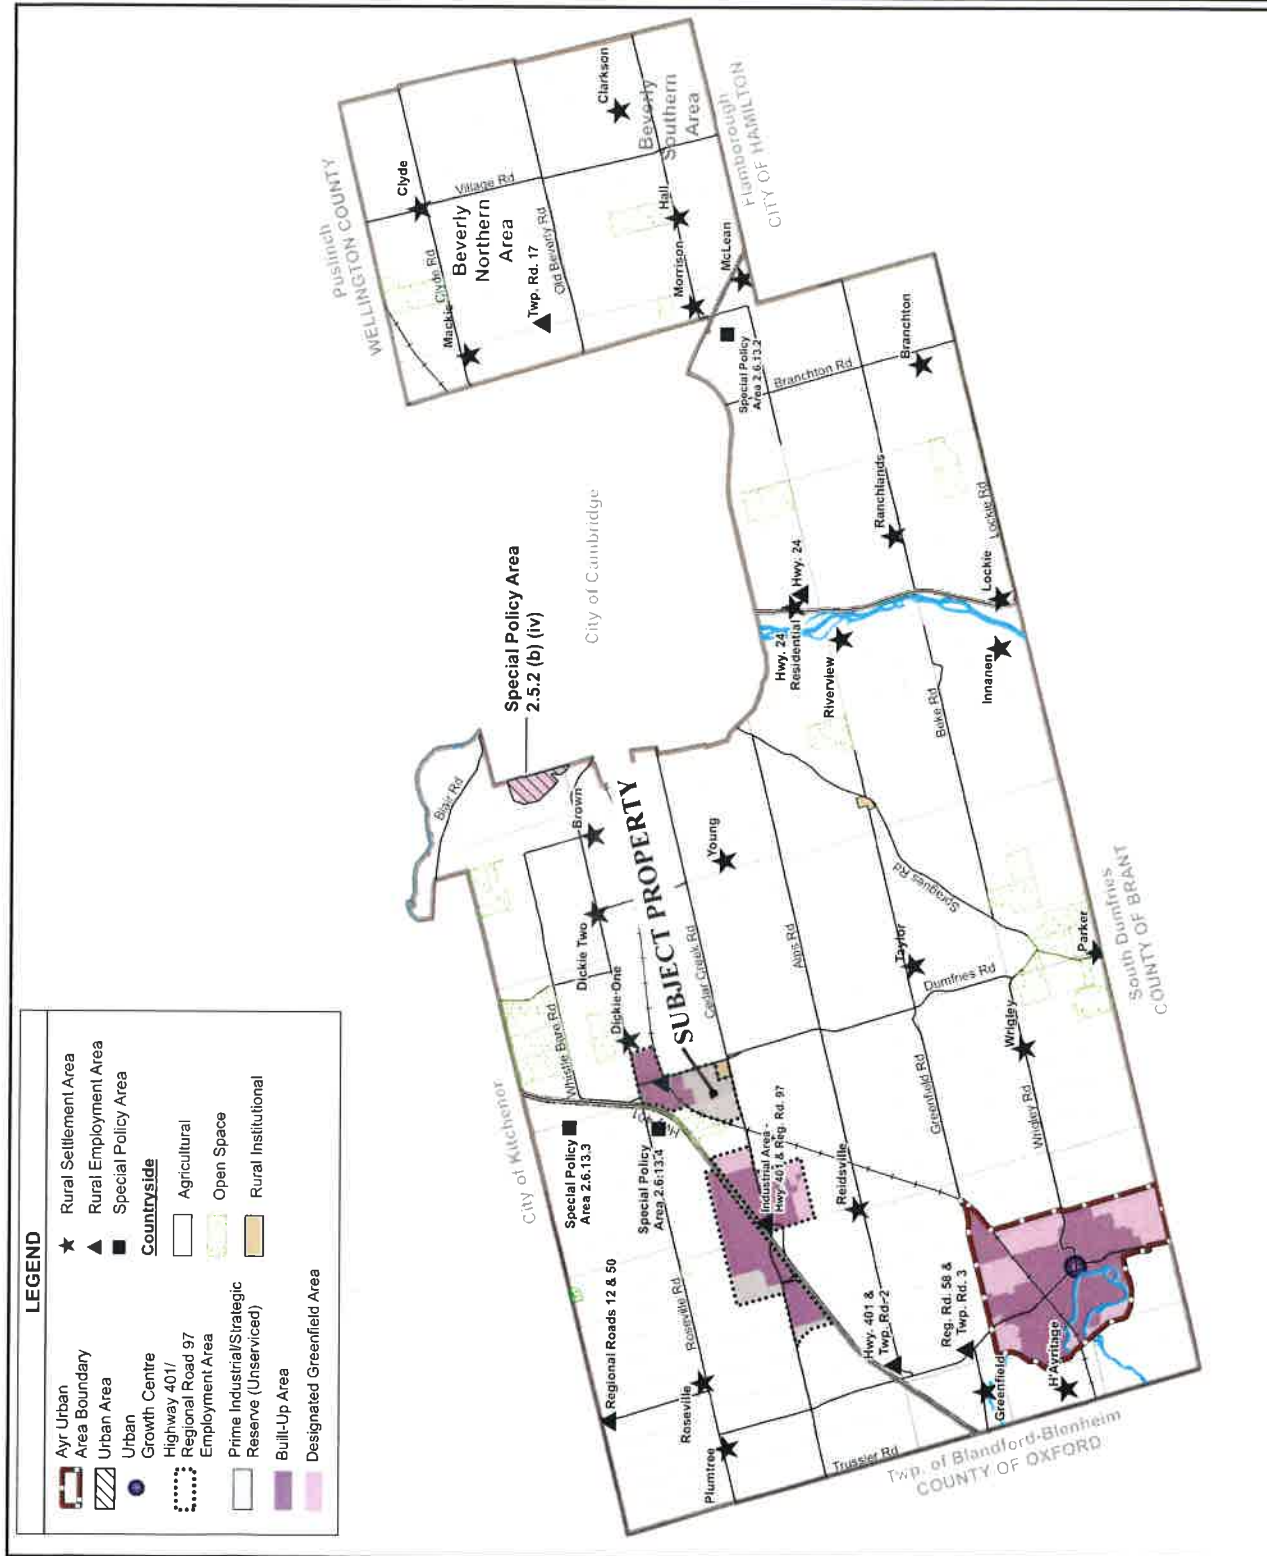 LEGEND
Ayr Urban
Area Boundary
Urban Area
Urban
Growth Centre
Highway 401/
Regional Road 97
Employment Area
Prime Industrial/Strategic
Reserve (Unserviced)
Built-Up Area
Designated Greenfield Area
Rural Settlement Area
Rural Employment Area
Special Policy Area
Countryside
Agricultural
Open Space
Rural Institutional
Puslinch
WELLINGTON COUNTY
Clyde
Clarkson
Beverly
Southern
Area
Flamborough
CITY OF HAMILTON
Village Rd
Clyde Rd
Beverly
Northern
Area
Mackie
Twp. Rd. 17
Old Beverly Rd
Hall
Morrison
McLean
Special Policy
Area 2.6.13.2
Branchton Rd
Branchton
Ranchlands
Lockie Rd
Lockie
Hwy. 24
Hwy. 24
Residential
Riverview
Innanen
Beke Rd
City of Cambridge
Special Policy Area
2.5.2 (b) (iv)
Blair Rd
Brown
SUBJECT PROPERTY
Young
Dickie Two
Dickie-One
Whistle Bare Rd
Cedar Creek Rd
Alps Rd
Spragues Rd
Taylor
Dumfries Rd
Parker
South Dumfries
COUNTY OF BRANT
Wrigley
Wrigley Rd
Greenfield Rd
City of Kitchener
Special Policy
Area 2.6.13.3
Special Policy
Area 2.6.13.4
Hwy 401
Industrial Area -
Hwy. 401 & Reg. Rd. 97
Reidsville
Regional Roads 12 & 50
Roseville Rd
Roseville
Plumtree
Trussler Rd
Hwy. 401 &
Twp. Rd. 2
Reg. Rd. 58 &
Twp. Rd. 3
Greenfield
H'Ayritage
Twp. of Blandford-Blenheim
COUNTY OF OXFORD